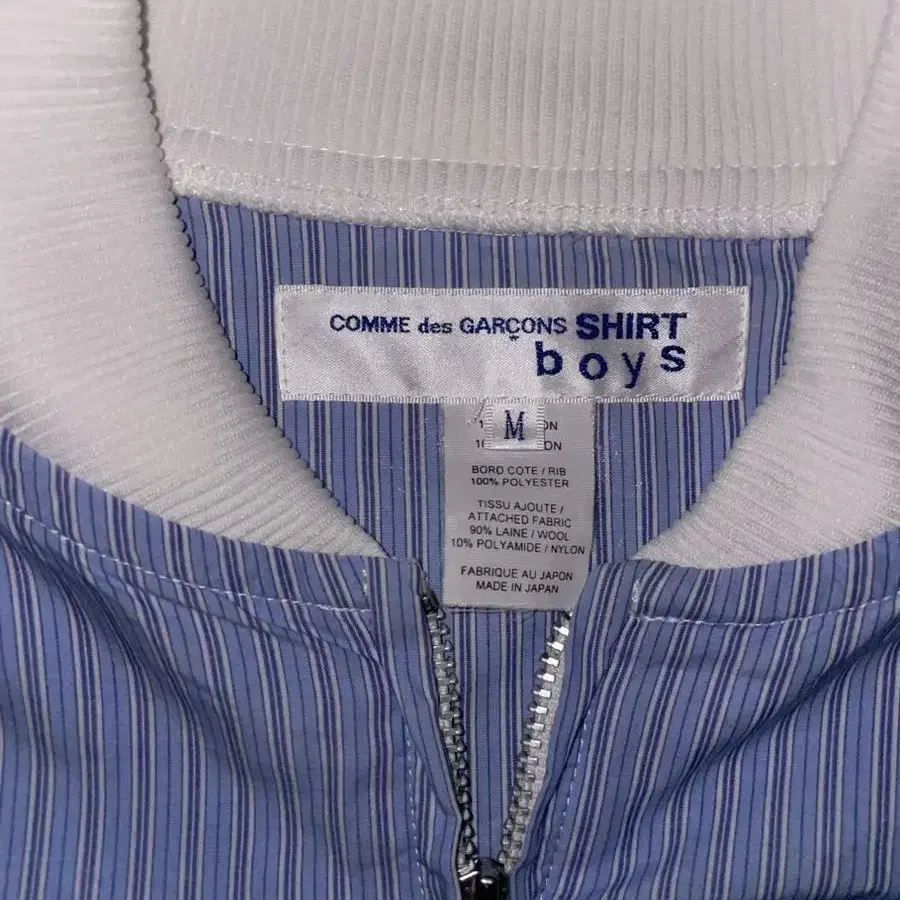 COMME des GARÇONS SHIRT
boys
M
BORD COTE / RIB
100% POLYESTER
TISSU AJOUTE /
ATTACHED FABRIC
90% LAINE / WOOL
10% POLYAMIDE / NYLON
FABRIQUE AU JAPON
MADE IN JAPAN